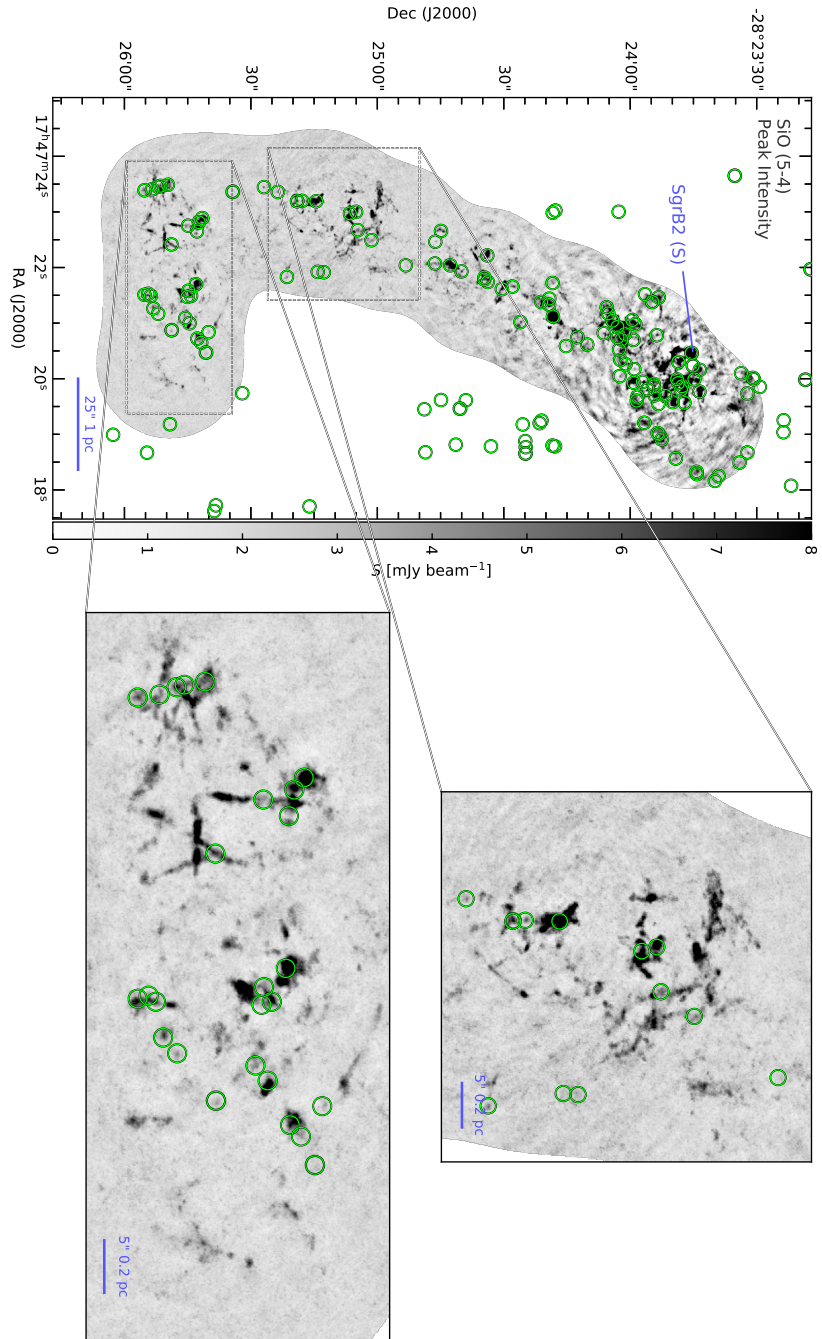 Dec (J2000)
-28°23'30"
24'00"
30"
25'00"
30"
26'00"
SiO (5-4)
Peak Intensity
SgrB2 (S)
17ʰ47ᵐ24ˢ
22ˢ
20ˢ
18ˢ
RA (J2000)
25" 1 pc
0 1 2 3 4 5 6 7 8
S [mJy beam⁻¹]
5" 0.2 pc
5" 0.2 pc